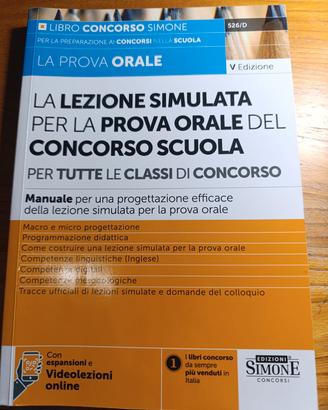 LIBRO CONCORSO SIMONE
526/D
PER LA PREPARAZIONE AI CONCORSI NELLA SCUOLA
LA PROVA ORALE
V Edizione
LA LEZIONE SIMULATA
PER LA PROVA ORALE DEL
CONCORSO SCUOLA
PER TUTTE LE CLASSI DI CONCORSO
Manuale per una progettazione efficace
della lezione simulata per la prova orale
Macro e micro progettazione
Programmazione didattica
Come costruire una lezione simulata per la prova orale
Competenze linguistiche (Inglese)
Competenze digitali
Competenze metodologiche
Tracce ufficiali di lezioni simulate e domande del colloquio
Con
espansioni e
Videolezioni
online
1
I libri concorso
da sempre
più venduti in
Italia
EDIZIONI
SIMONE
CONCORSI